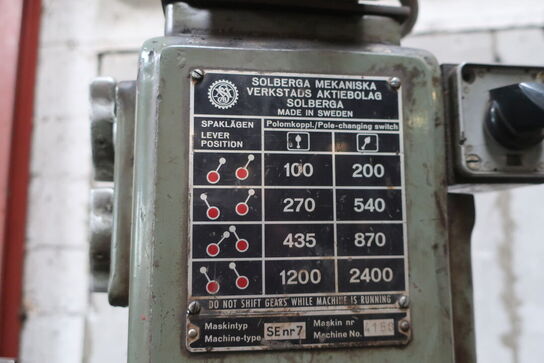 SOLBERGA MEKANISKA
VERKSTADS AKTIEBOLAG
SOLBERGA
MADE IN SWEDEN
SPAKLÄGEN
LEVER
POSITION
Polomkoppl./Pole-changing switch
100 200
270 540
435 870
1200 2400
DO NOT SHIFT GEARS WHILE MACHINE IS RUNNING
Maskintyp
Machine-type
SEnr7
Maskin nr
Machine No.